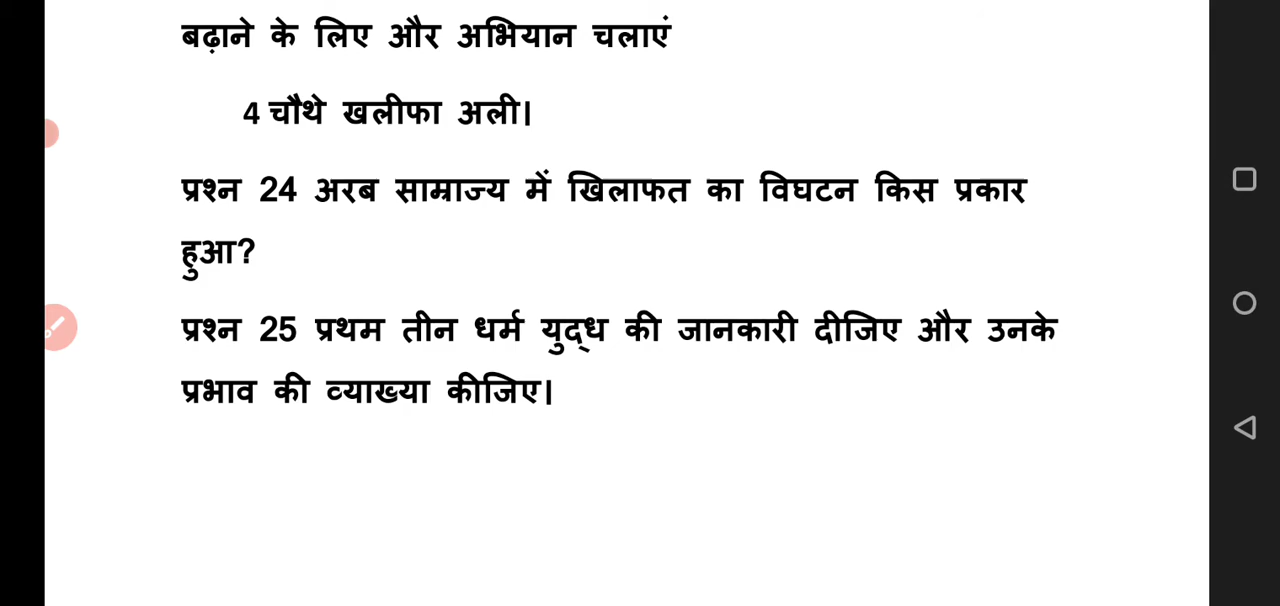 बढ़ाने के लिए और अभियान चलाएं
4 चौथे खलीफा अली।
प्रश्न 24 अरब साम्राज्य में खिलाफत का विघटन किस प्रकार
हुआ?
प्रश्न 25 प्रथम तीन धर्म युद्ध की जानकारी दीजिए और उनके
प्रभाव की व्याख्या कीजिए।